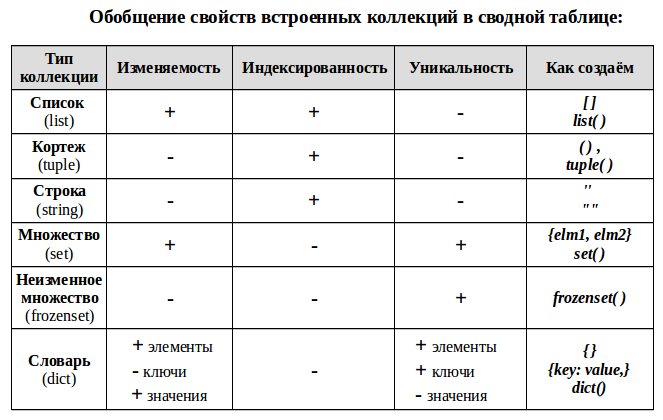 Обобщение свойств встроенных коллекций в сводной таблице:
Тип коллекции Изменяемость Индексированность Уникальность Как создаём
Список (list) + + - [ ] list( )
Кортеж (tuple) - + - ( ) , tuple( )
Строка (string) - + - '' ""
Множество (set) + - + {elm1, elm2} set( )
Неизменное множество (frozenset) - - + frozenset( )
Словарь (dict) + элементы - ключи + значения - + элементы + ключи - значения { } {key: value,} dict()